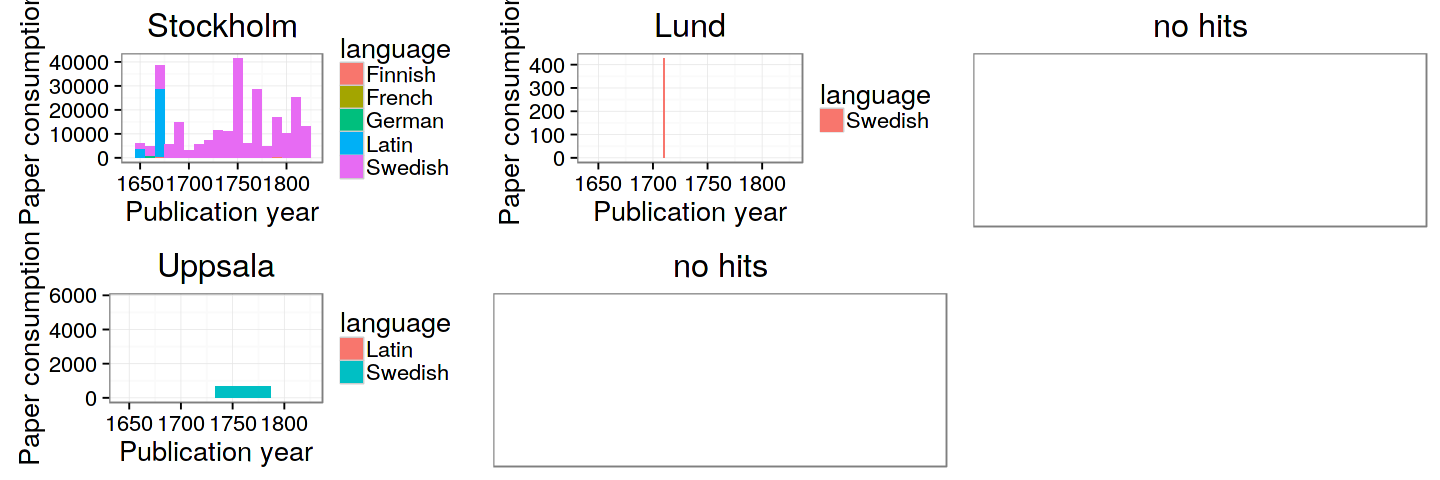 Stockholm
Paper consumption
40000
30000
20000
10000
0
1650 1700 1750 1800
Publication year
language
Finnish
French
German
Latin
Swedish
Lund
Paper consumption
400
300
200
100
0
1650 1700 1750 1800
Publication year
language
Swedish
no hits
Uppsala
Paper consumption
6000
4000
2000
0
1650 1700 1750 1800
Publication year
language
Latin
Swedish
no hits